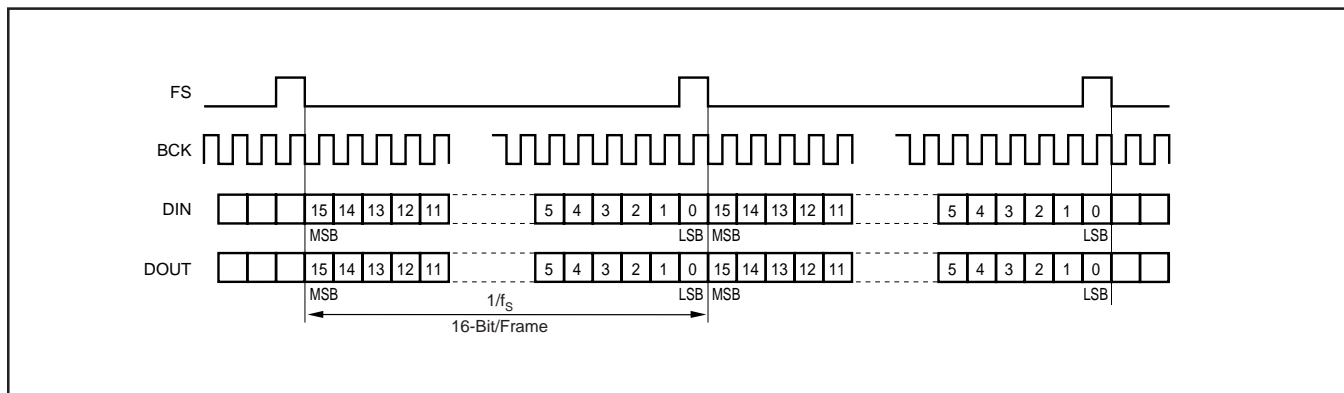 FS
BCK
DIN
15 14 13 12 11 5 4 3 2 1 0 15 14 13 12 11 5 4 3 2 1 0
MSB LSB MSB LSB
DOUT
15 14 13 12 11 5 4 3 2 1 0 15 14 13 12 11 5 4 3 2 1 0
MSB LSB MSB LSB
1/fS
16-Bit/Frame